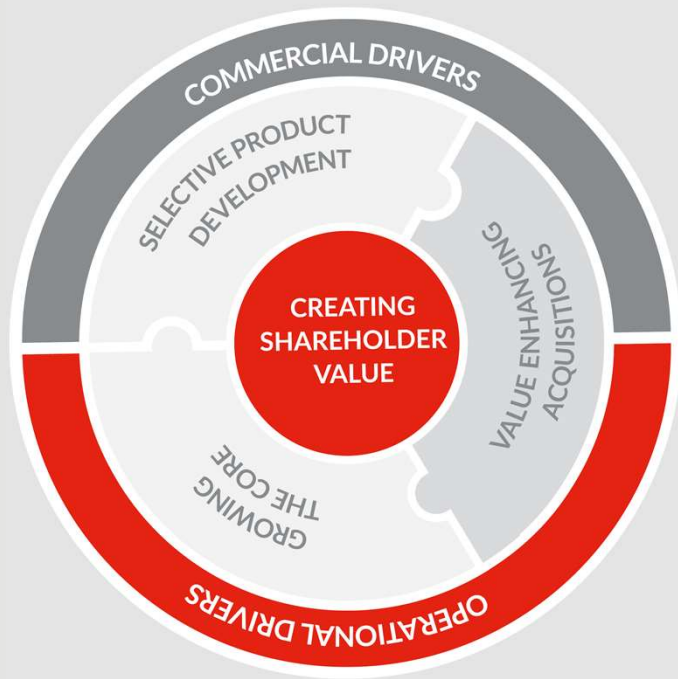 COMMERCIAL DRIVERS
SELECTIVE PRODUCT
DEVELOPMENT
VALUE ENHANCING
ACQUISITIONS
CREATING
SHAREHOLDER
VALUE
GROWING
THE CORE
OPERATIONAL DRIVERS